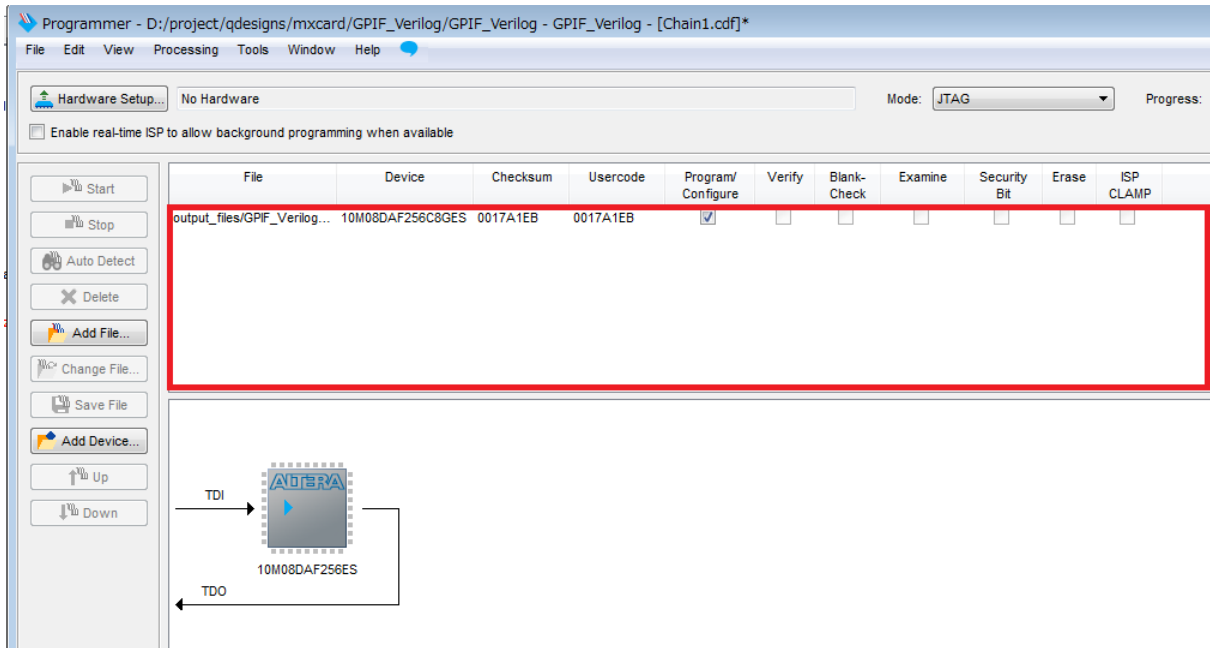 Programmer - D:/project/qdesigns/mxcard/GPIF_Verilog/GPIF_Verilog - GPIF_Verilog - [Chain1.cdf]*
File Edit View Processing Tools Window Help
Hardware Setup... No Hardware Mode: JTAG Progress:
Enable real-time ISP to allow background programming when available
File Device Checksum Usercode Program/ Verify Blank- Examine Security Erase ISP
Configure Check Bit CLAMP
Start
output_files/GPIF_Verilog... 10M08DAF256C8GES 0017A1EB 0017A1EB
Stop
Auto Detect
Delete
Add File...
Change File...
Save File
Add Device...
Up
Down
ALTERA
TDI
10M08DAF256ES
TDO